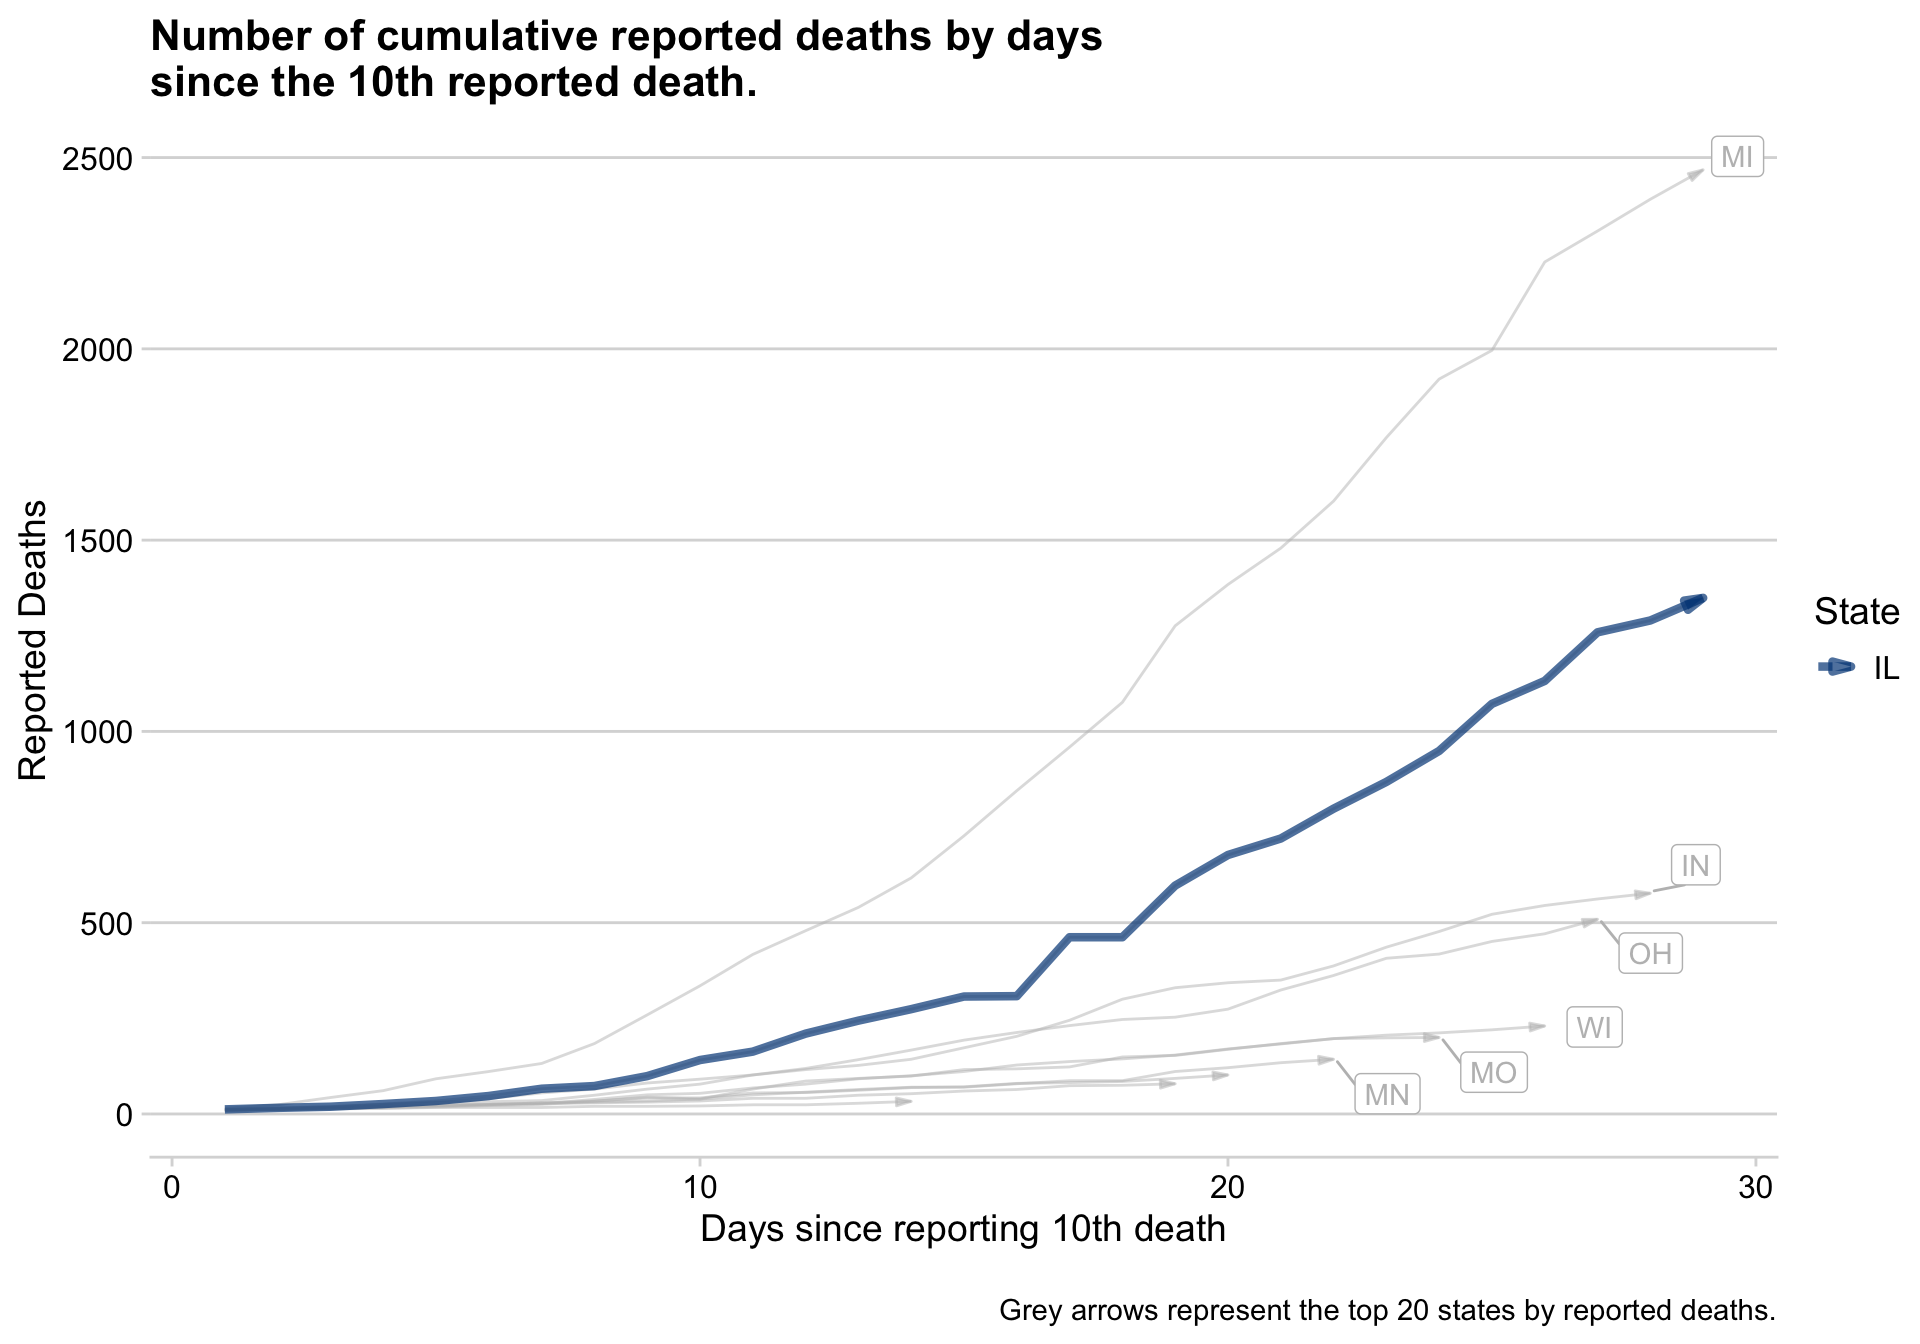 Number of cumulative reported deaths by days
since the 10th reported death.
2500
2000
1500
1000
500
0
Reported Deaths
MI
IN
OH
WI
MO
MN
State
IL
0 10 20 30
Days since reporting 10th death
Grey arrows represent the top 20 states by reported deaths.